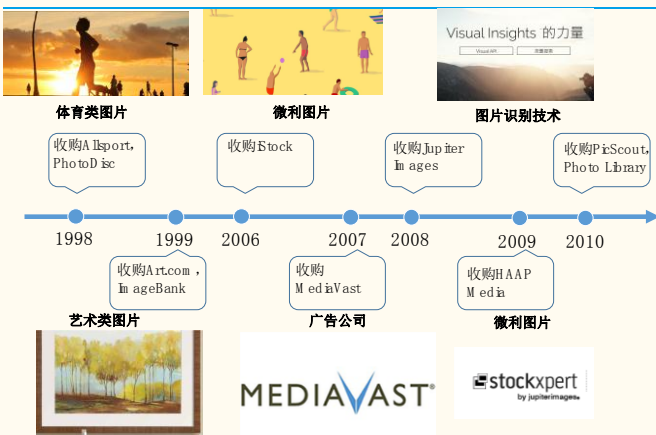 Visual Insights 的力量
Visual API
体育类图片
微利图片
图片识别技术
收购Allsport,
PhotoDisc
收购iStock
收购Jupiter
Images
收购PicScout,
Photo Library
1998
1999
2006
2007
2008
2009
2010
收购Art.com,
ImageBank
收购
MediaVast
收购HAAP
Media
艺术类图片
广告公司
微利图片
MEDIAVAST
stockxpert
by jupiterimages.